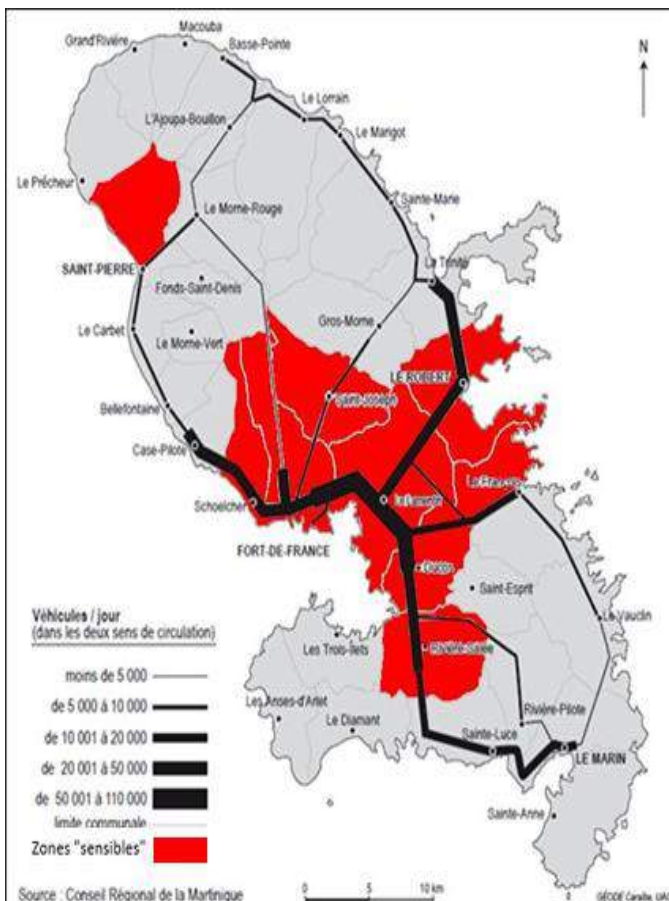 Macouba
Grand'Rivière
Basse-Pointe
N
Le Lorrain
L'Ajoupa-Bouillon
Le Marigot
Le Prêcheur
Sainte-Marie
Le Morne-Rouge
SAINT-PIERRE
La Trinité
Fonds-Saint-Denis
Gros-Morne
Le Carbet
Le Morne-Vert
LE ROBERT
Saint-Joseph
Bellefontaine
Case-Pilote
Le François
Schoelcher
Le Lamentin
FORT-DE-FRANCE
Ducos
Saint-Esprit
Véhicules / jour
(dans les deux sens de circulation)
Le Vauclin
Les Trois-Ilets
Rivière-Salée
moins de 5 000
Les Anses-d'Arlet
Rivière-Pilote
de 5 000 à 10 000
Le Diamant
de 10 001 à 20 000
Sainte-Luce
LE MARIN
de 20 001 à 50 000
de 50 001 à 110 000
Sainte-Anne
limite communale
Zones "sensibles"
0 5 10 km
Source : Conseil Régional de la Martinique
GÉODE Caraïbe, UAG